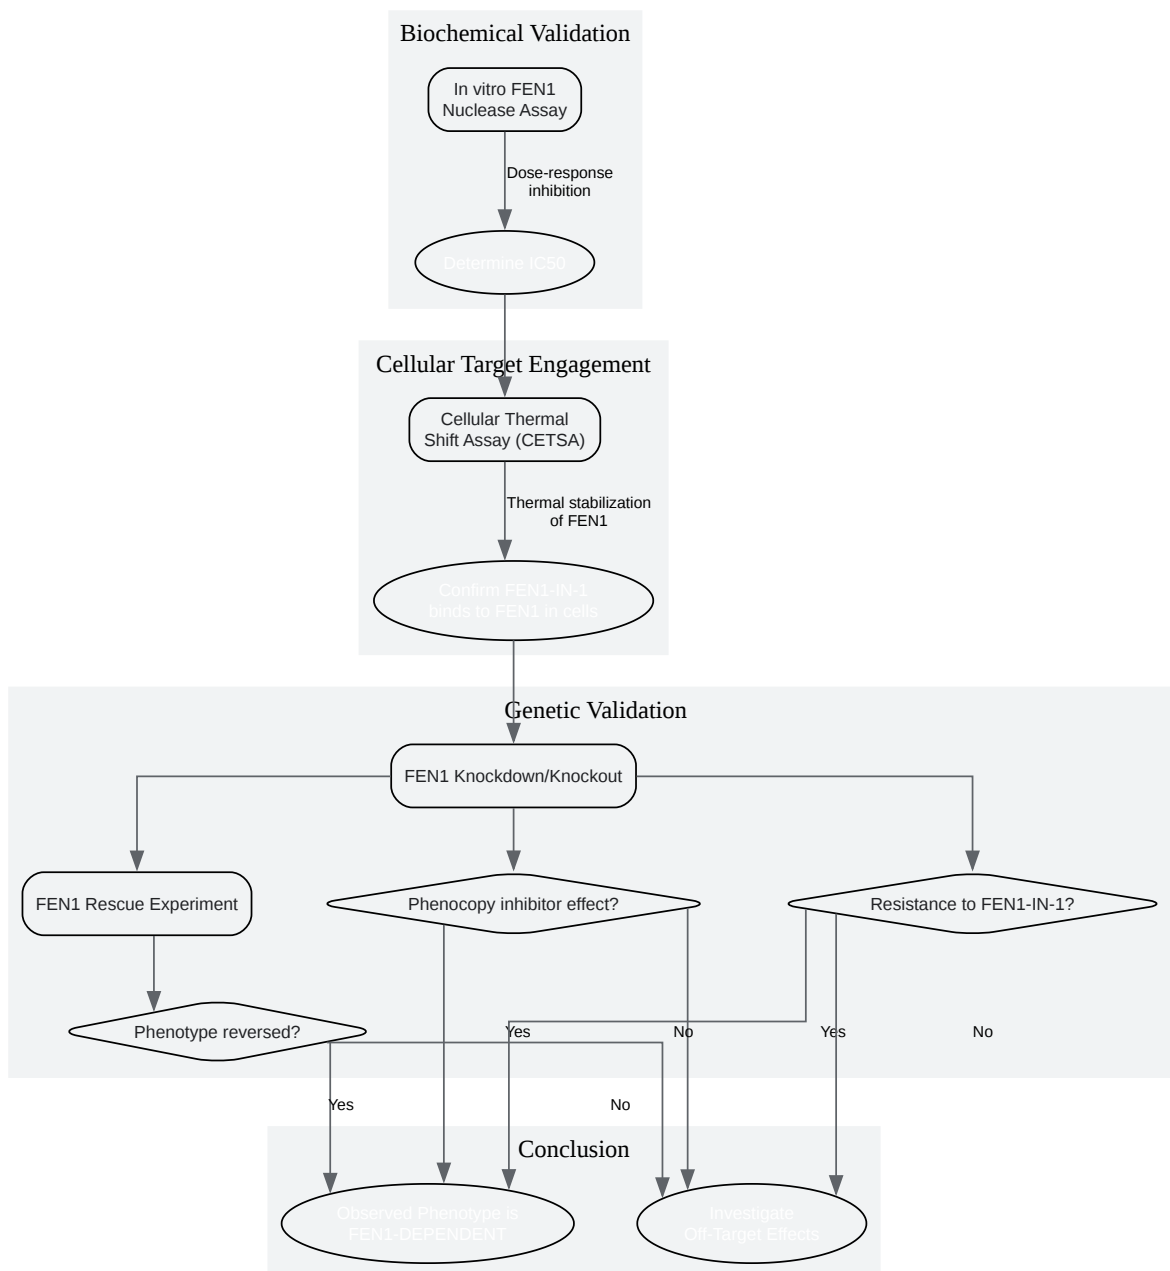 Biochemical Validation
In vitro FEN1
Nuclease Assay
Dose-response
inhibition
Determine IC50
Cellular Target Engagement
Cellular Thermal
Shift Assay (CETSA)
Thermal stabilization
of FEN1
Confirm FEN1-IN-1
binds to FEN1 in cells
Genetic Validation
FEN1 Knockdown/Knockout
FEN1 Rescue Experiment
Phenocopy inhibitor effect?
Resistance to FEN1-IN-1?
Phenotype reversed?
Yes
No
Yes
No
Yes
No
Conclusion
Observed Phenotype is
FEN1-DEPENDENT
Investigate
Off-Target Effects